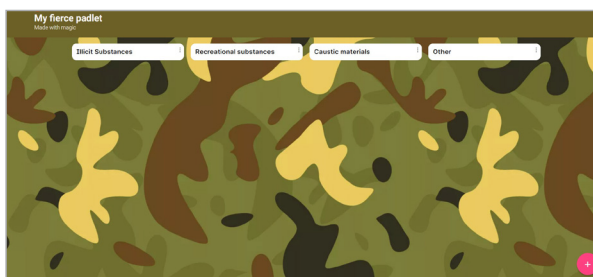 My fierce padlet
Made with magic
Illicit Substances
Recreational substances
Caustic materials
Other